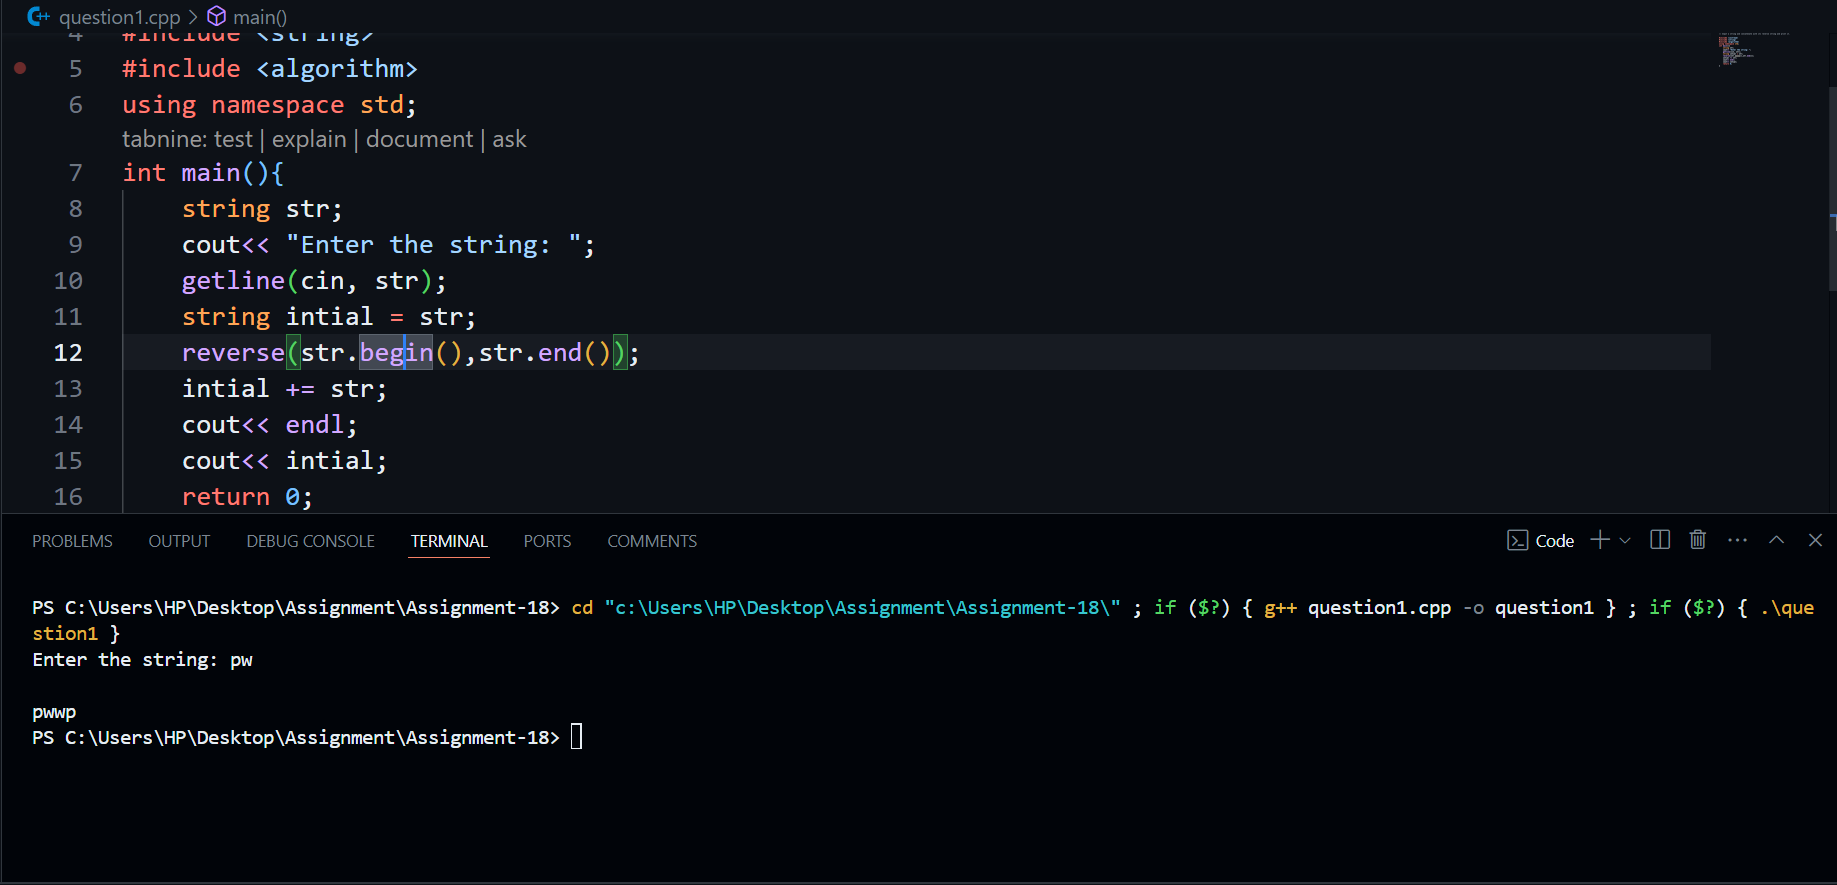 question1.cpp > main()
4 #include <string>
5 #include <algorithm>
6 using namespace std;
tabnine: test | explain | document | ask
7 int main(){
8 string str;
9 cout<< "Enter the string: ";
10 getline(cin, str);
11 string intial = str;
12 reverse(str.begin(),str.end());
13 intial += str;
14 cout<< endl;
15 cout<< intial;
16 return 0;
PROBLEMS OUTPUT DEBUG CONSOLE TERMINAL PORTS COMMENTS Code
PS C:\Users\HP\Desktop\Assignment\Assignment-18> cd "c:\Users\HP\Desktop\Assignment\Assignment-18\" ; if ($?) { g++ question1.cpp -o question1 } ; if ($?) { .\que
stion1 }
Enter the string: pw
pwwp
PS C:\Users\HP\Desktop\Assignment\Assignment-18>